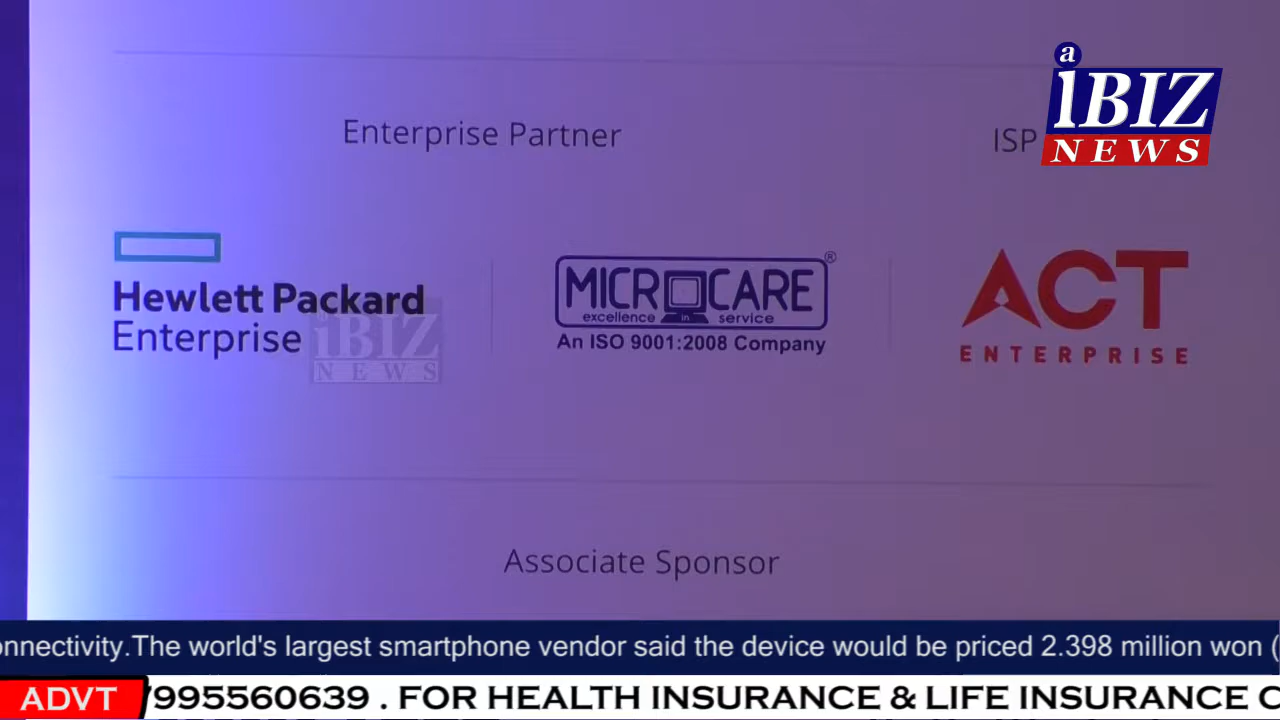 a
iBIZ
NEWS
Enterprise Partner
ISP
Hewlett Packard
Enterprise
iBIZ
NEWS
MICROCARE®
excellence in service
An ISO 9001:2008 Company
ACT
ENTERPRISE
Associate Sponsor
onnectivity.The world's largest smartphone vendor said the device would be priced 2.398 million won (
ADVT
7995560639 . FOR HEALTH INSURANCE & LIFE INSURANCE C